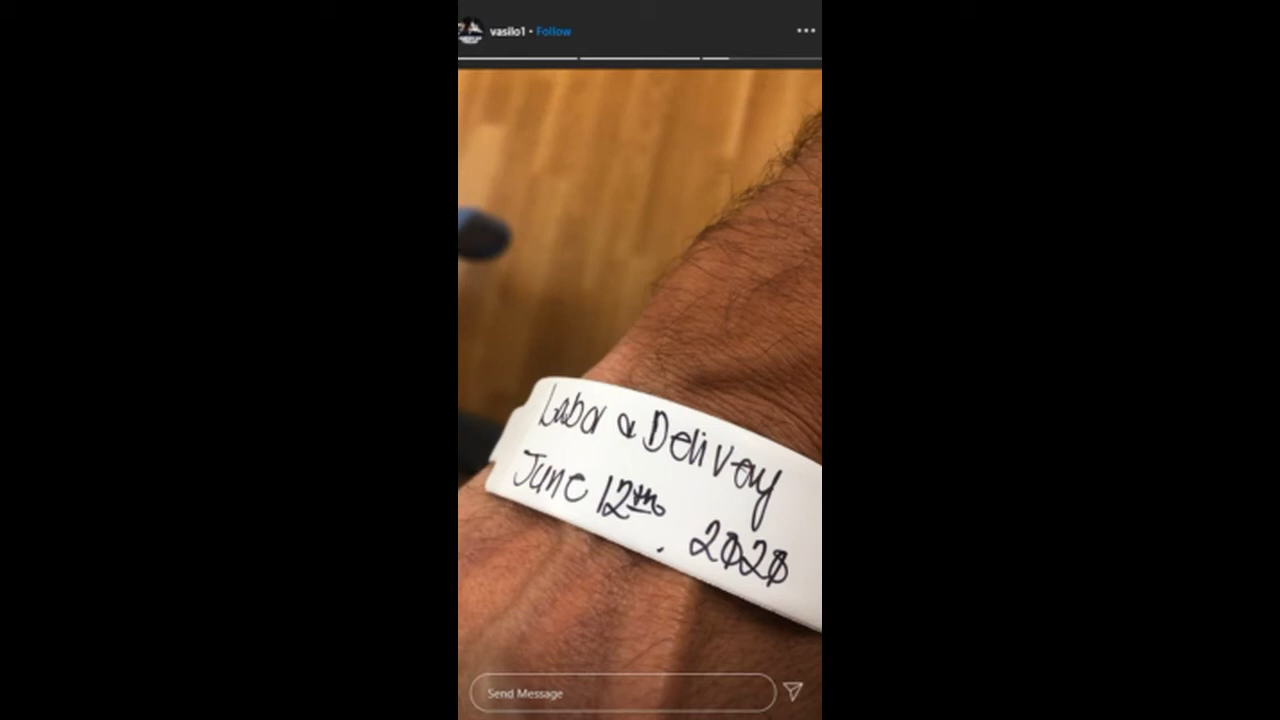 vasilo1 • Follow
Labor & Delivery
June 12th, 2020
Send Message